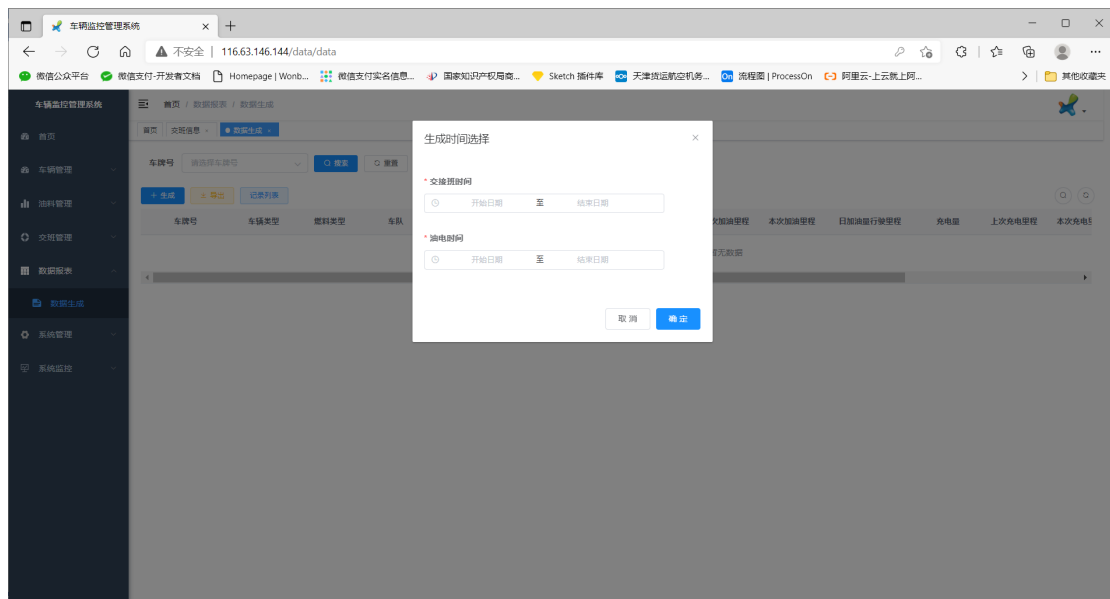 车辆监控管理系统
不安全 | 116.63.146.144/data/data
微信公众平台 微信支付-开发者文档 Homepage | Wonb... 微信支付实名信息... 国家知识产权局商... Sketch 插件库 天津货运航空机务... 流程图 | ProcessOn 阿里云-上云就上阿... 其他收藏夹
车辆监控管理系统 首页 / 数据报表 / 数据生成
首页 交班信息 × 数据生成 ×
首页
车辆管理
油料管理
交班管理
数据报表
数据生成
系统管理
系统监控
车牌号 请选择车牌号 搜索 重置
+ 生成 导出 记录列表
车牌号 车辆类型 燃料类型 车队 次加油里程 本次加油里程 日加油量行驶里程 充电量 上次充电里程 本次充电里
暂无数据
生成时间选择
* 交接班时间
开始日期 至 结束日期
* 油电时间
开始日期 至 结束日期
取消 确定